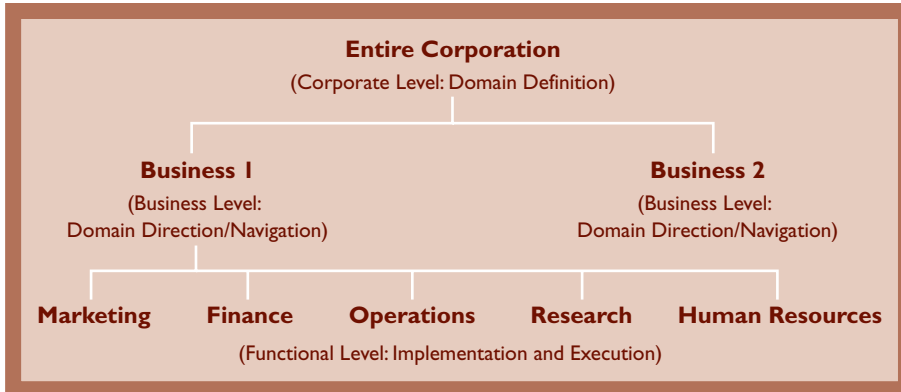 Entire Corporation
(Corporate Level: Domain Definition)
Business 1
(Business Level:
Domain Direction/Navigation)
Business 2
(Business Level:
Domain Direction/Navigation)
Marketing Finance Operations Research Human Resources
(Functional Level: Implementation and Execution)